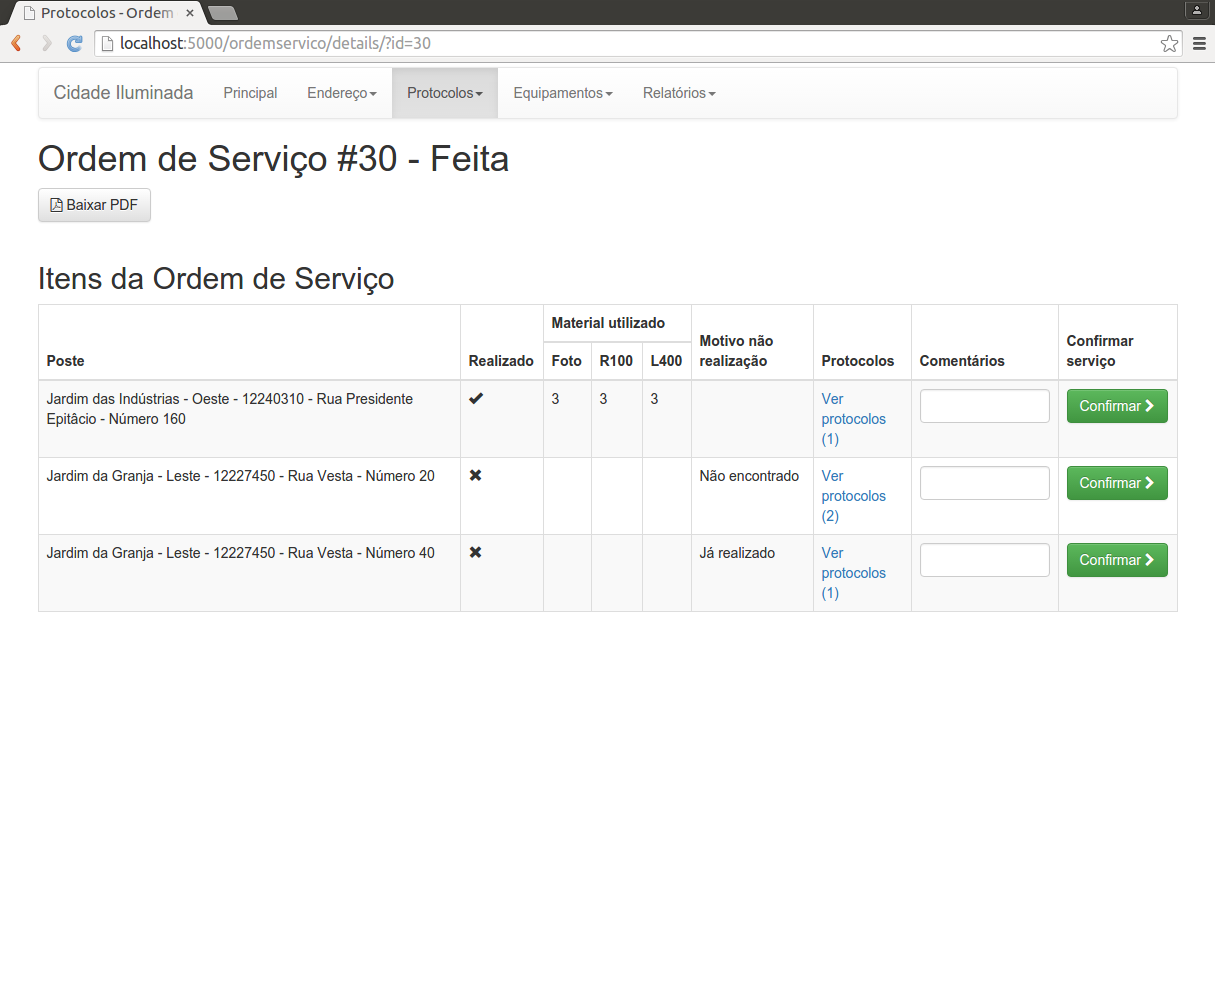 Protocolos - Ordem
localhost:5000/ordemservico/details/?id=30
Cidade Iluminada Principal Endereço Protocolos Equipamentos Relatórios
Ordem de Serviço #30 - Feita
Baixar PDF
Itens da Ordem de Serviço
Poste Realizado Material utilizado Motivo não realização Protocolos Comentários Confirmar serviço
Foto R100 L400
Jardim das Indústrias - Oeste - 12240310 - Rua Presidente
Epitâcio - Número 160
3 3 3
Ver
protocolos
(1)
Confirmar
Jardim da Granja - Leste - 12227450 - Rua Vesta - Número 20
Não encontrado
Ver
protocolos
(2)
Confirmar
Jardim da Granja - Leste - 12227450 - Rua Vesta - Número 40
Já realizado
Ver
protocolos
(1)
Confirmar